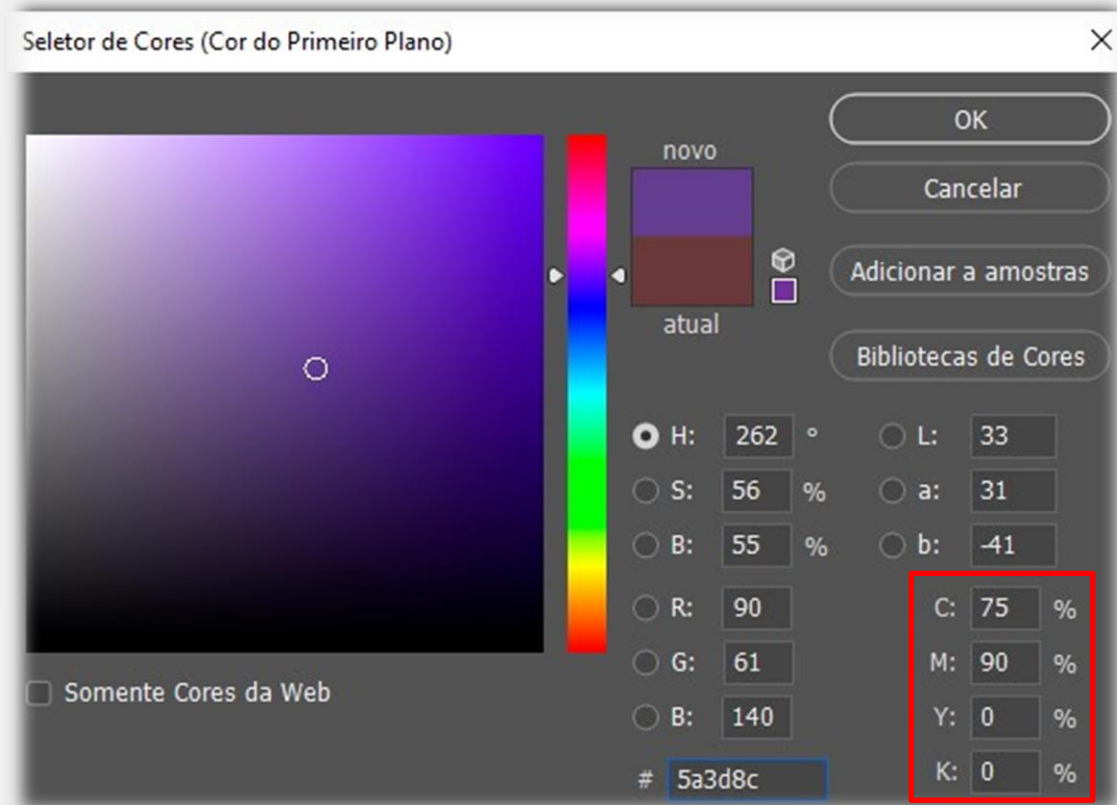 Seletor de Cores (Cor do Primeiro Plano)
novo
atual
OK
Cancelar
Adicionar a amostras
Bibliotecas de Cores
H: 262 °
S: 56 %
B: 55 %
L: 33
a: 31
b: -41
R: 90
G: 61
B: 140
# 5a3d8c
C: 75 %
M: 90 %
Y: 0 %
K: 0 %
Somente Cores da Web